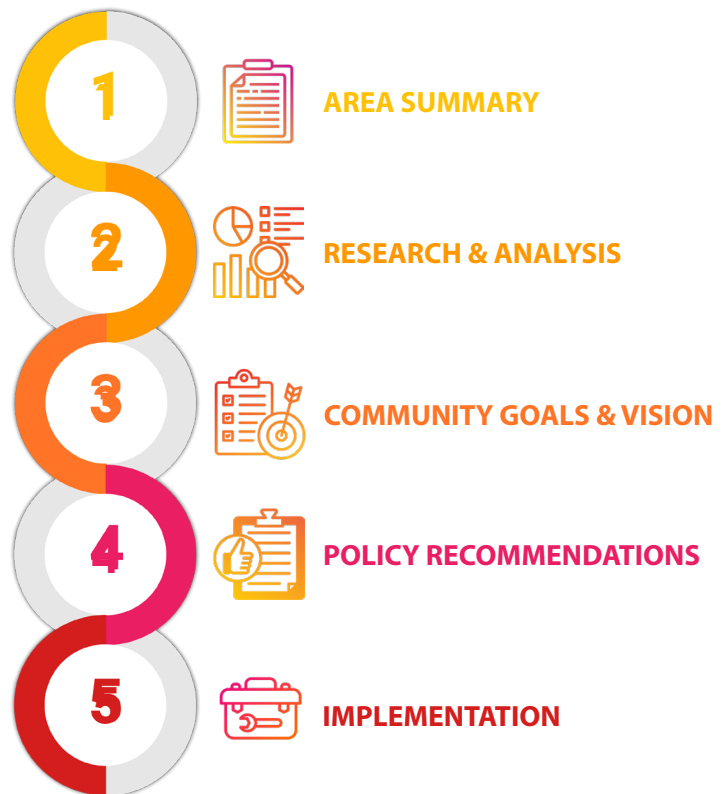 1
AREA SUMMARY
2
RESEARCH & ANALYSIS
3
COMMUNITY GOALS & VISION
4
POLICY RECOMMENDATIONS
5
IMPLEMENTATION